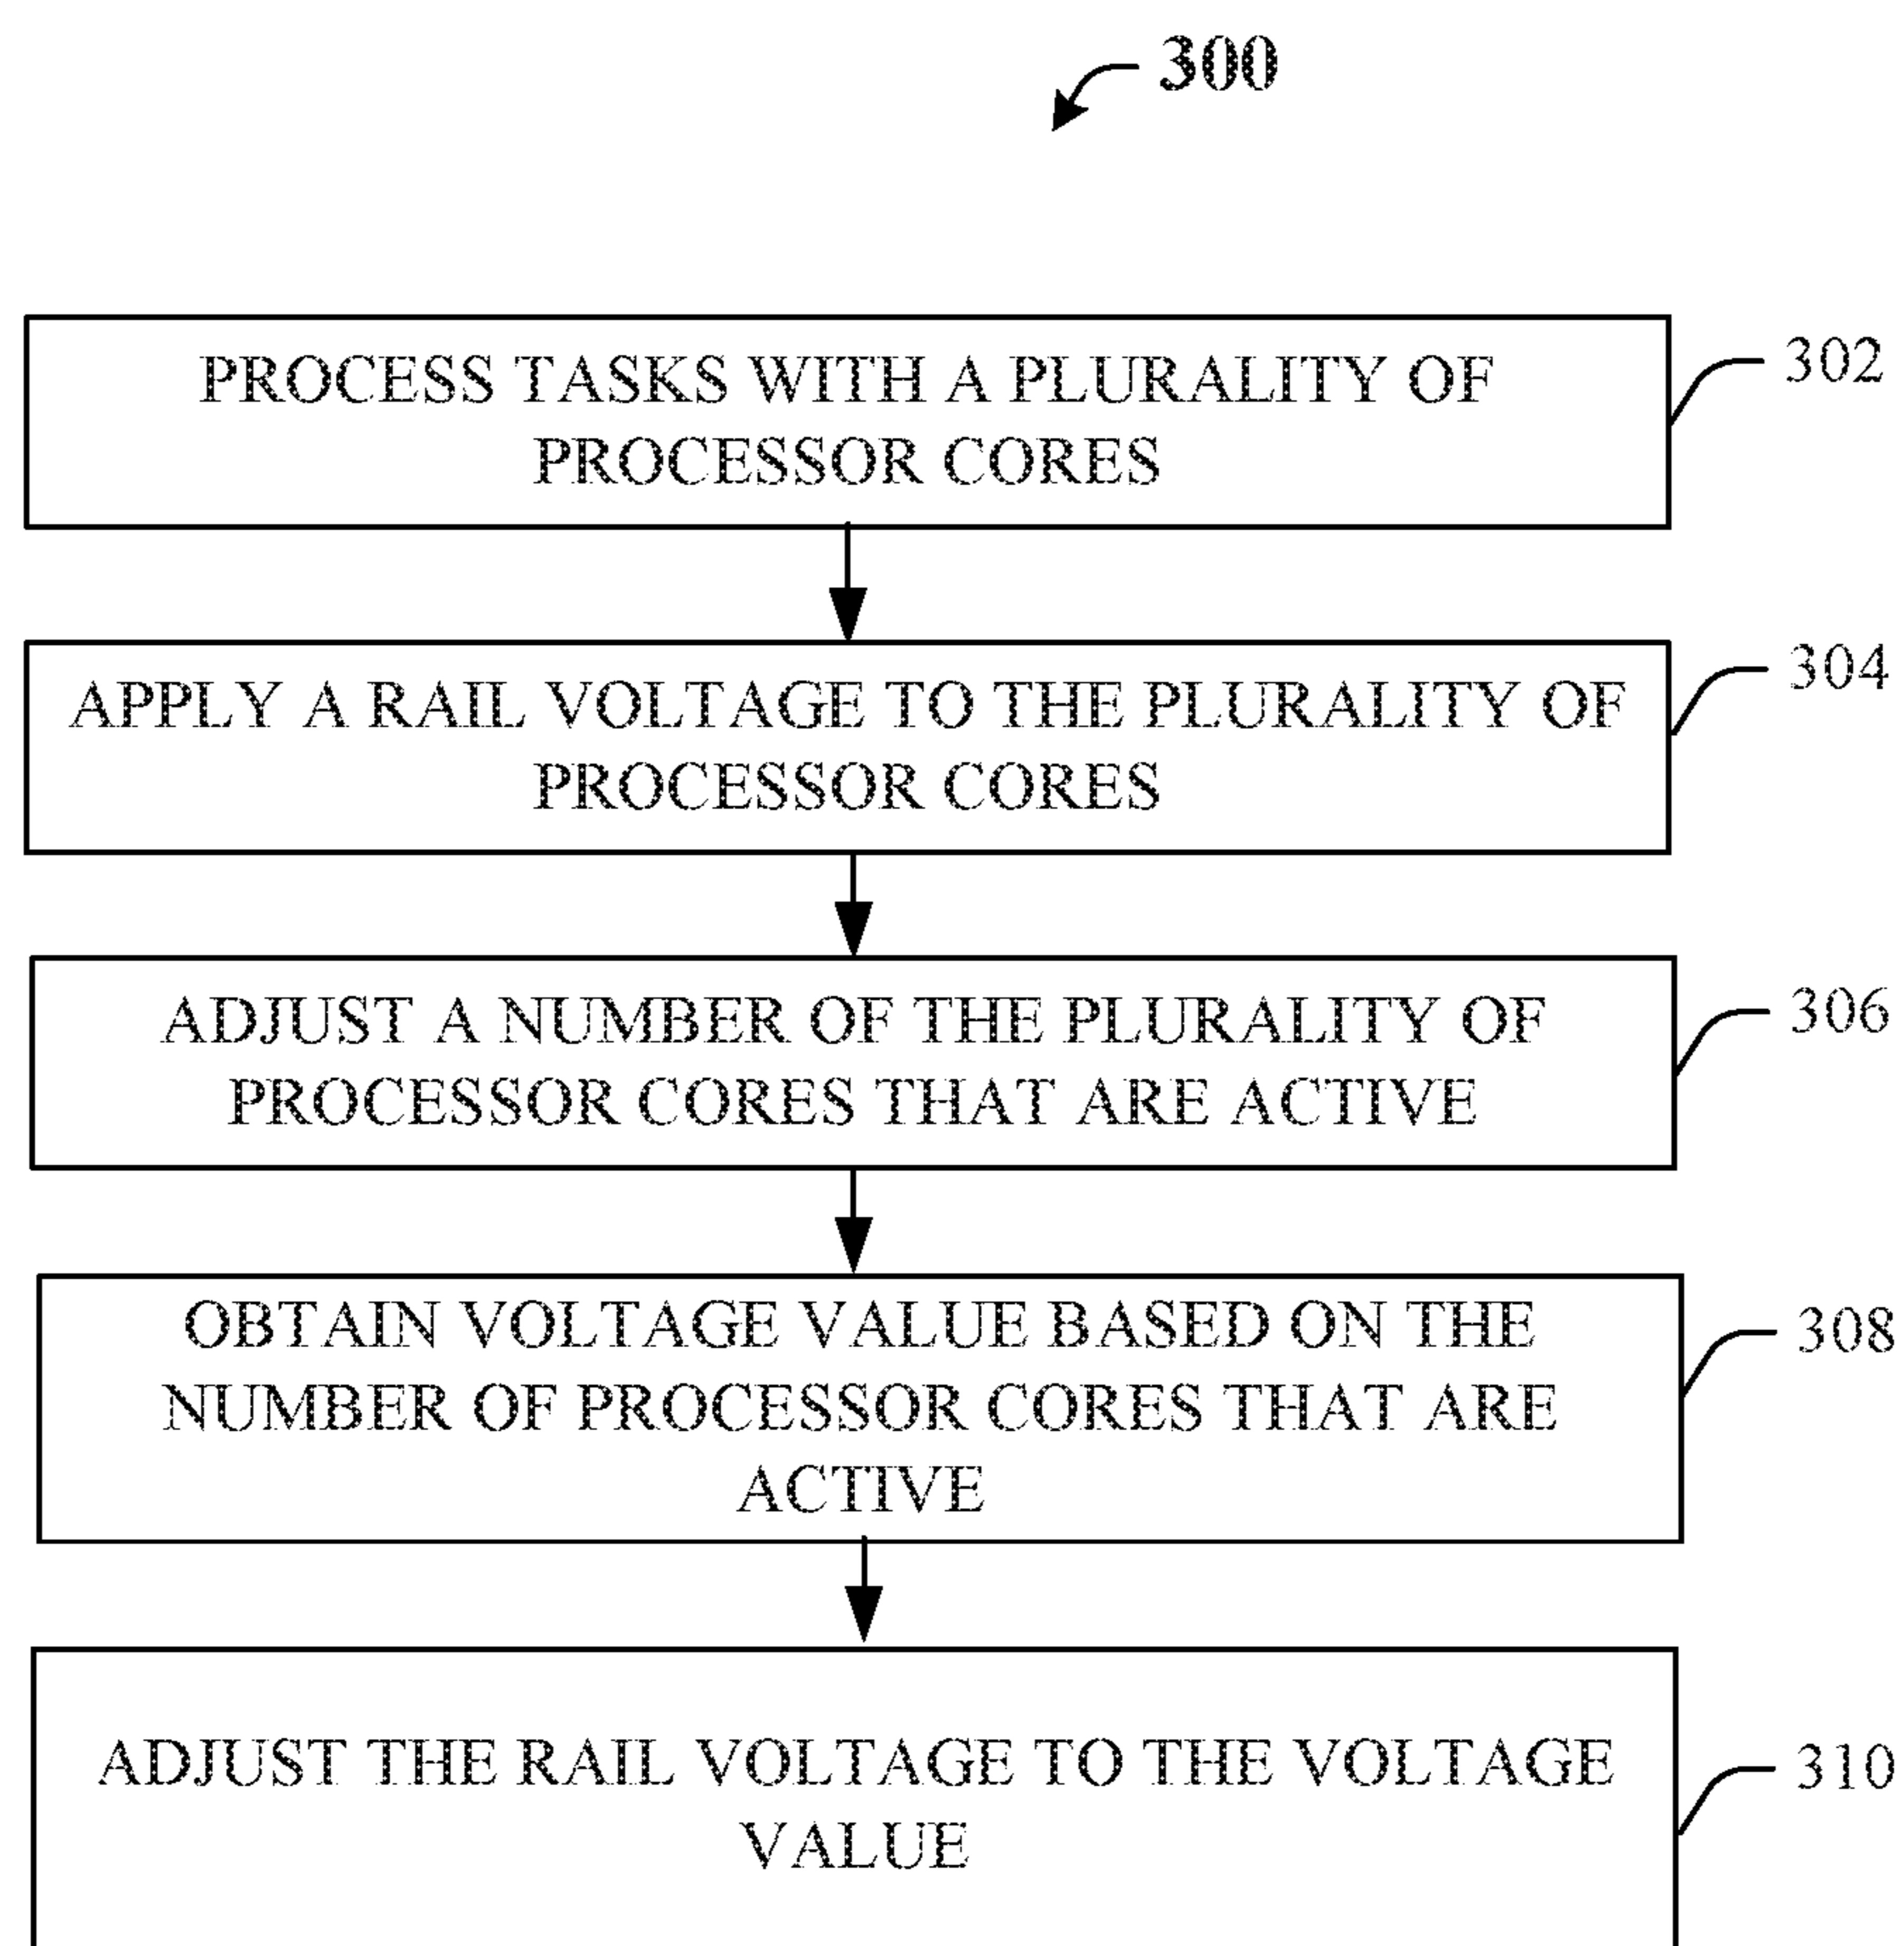 300
PROCESS TASKS WITH A PLURALITY OF
PROCESSOR CORES
302
APPLY A RAIL VOLTAGE TO THE PLURALITY OF
PROCESSOR CORES
304
ADJUST A NUMBER OF THE PLURALITY OF
PROCESSOR CORES THAT ARE ACTIVE
306
OBTAIN VOLTAGE VALUE BASED ON THE
NUMBER OF PROCESSOR CORES THAT ARE
ACTIVE
308
ADJUST THE RAIL VOLTAGE TO THE VOLTAGE
VALUE
310